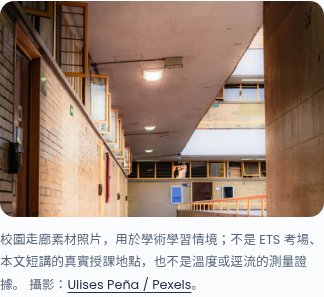 校園走廊素材照片，用於學術學習情境；不是 ETS 考場、
本文短講的真實授課地點，也不是溫度或逕流的測量證
據。 攝影：Ulises Peña / Pexels。